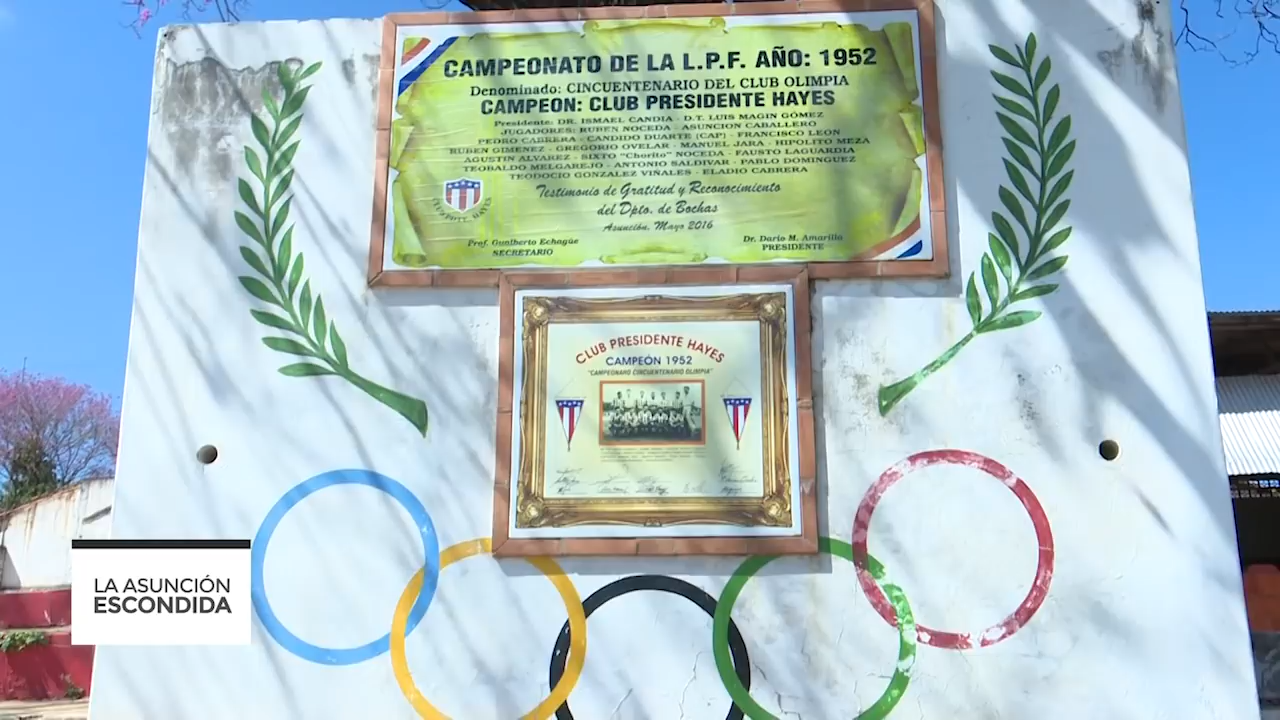 CAMPEONATO DE LA L.P.F. AÑO: 1952
Denominado: CINCUENTENARIO DEL CLUB OLIMPIA
CAMPEON: CLUB PRESIDENTE HAYES
Presidente: DR. ISMAEL CANDIA - D.T. LUIS MAGIN GÓMEZ
JUGADORES: RUBEN NOCEDA - ASUNCION CABALLERO
PEDRO CABRERA - CANDIDO DUARTE (CAP) - FRANCISCO LEON
RUBEN GIMENEZ - GREGORIO OVELAR - MANUEL JARA - HIPOLITO MEZA
AGUSTIN ALVAREZ - SIXTO "Chorito" NOCEDA - FAUSTO LAGUARDIA
TEOBALDO MELGAREJO - ANTONIO SALDIVAR - PABLO DOMINGUEZ
TEODOCIO GONZALEZ VIÑALES - ELADIO CABRERA
Testimonio de Gratitud y Reconocimiento
del Dpto. de Bochas
Asunción, Mayo 2016
Prof. Gualberto Echagüe
SECRETARIO
Dr. Dario M. Amarilla
PRESIDENTE
CLUB PRESIDENTE HAYES
CAMPEÓN 1952
"CAMPEONATO CINCUENTENARIO OLIMPIA"
LA ASUNCIÓN
ESCONDIDA